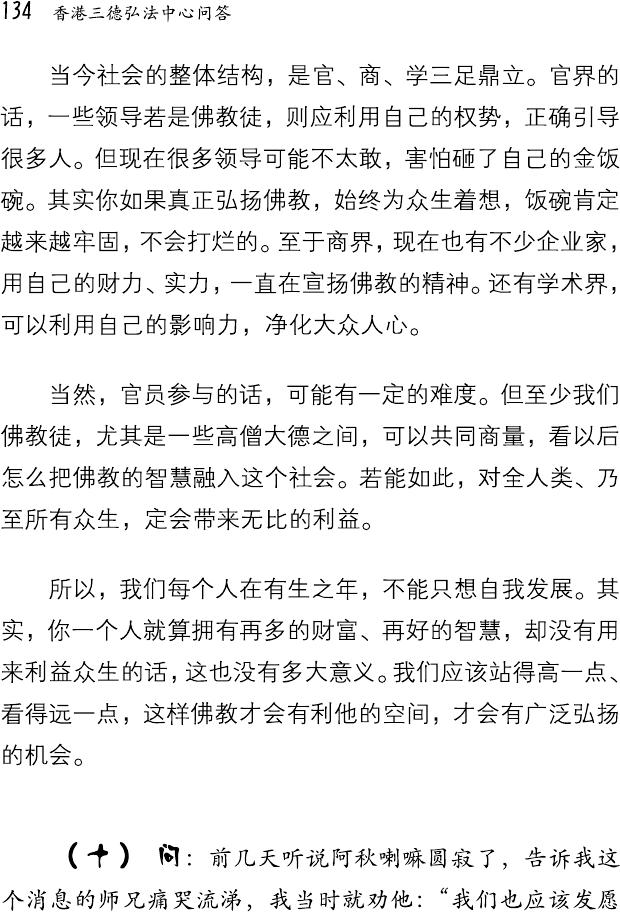 134 香港三德弘法中心问答
当今社会的整体结构，是官、商、学三足鼎立。官界的
话，一些领导若是佛教徒，则应利用自己的权势，正确引导
很多人。但现在很多领导可能不太敢，害怕砸了自己的金饭
碗。其实你如果真正弘扬佛教，始终为众生着想，饭碗肯定
越来越牢固，不会打烂的。至于商界，现在也有不少企业家，
用自己的财力、实力，一直在宣扬佛教的精神。还有学术界，
可以利用自己的影响力，净化大众人心。
当然，官员参与的话，可能有一定的难度。但至少我们
佛教徒，尤其是一些高僧大德之间，可以共同商量，看以后
怎么把佛教的智慧融入这个社会。若能如此，对全人类、乃
至所有众生，定会带来无比的利益。
所以，我们每个人在有生之年，不能只想自我发展。其
实，你一个人就算拥有再多的财富、再好的智慧，却没有用
来利益众生的话，这也没有多大意义。我们应该站得高一点、
看得远一点，这样佛教才会有利他的空间，才会有广泛弘扬
的机会。
（十） 问：前几天听说阿秋喇嘛圆寂了，告诉我这
个消息的师兄痛哭流涕，我当时就劝他：“我们也应该发愿